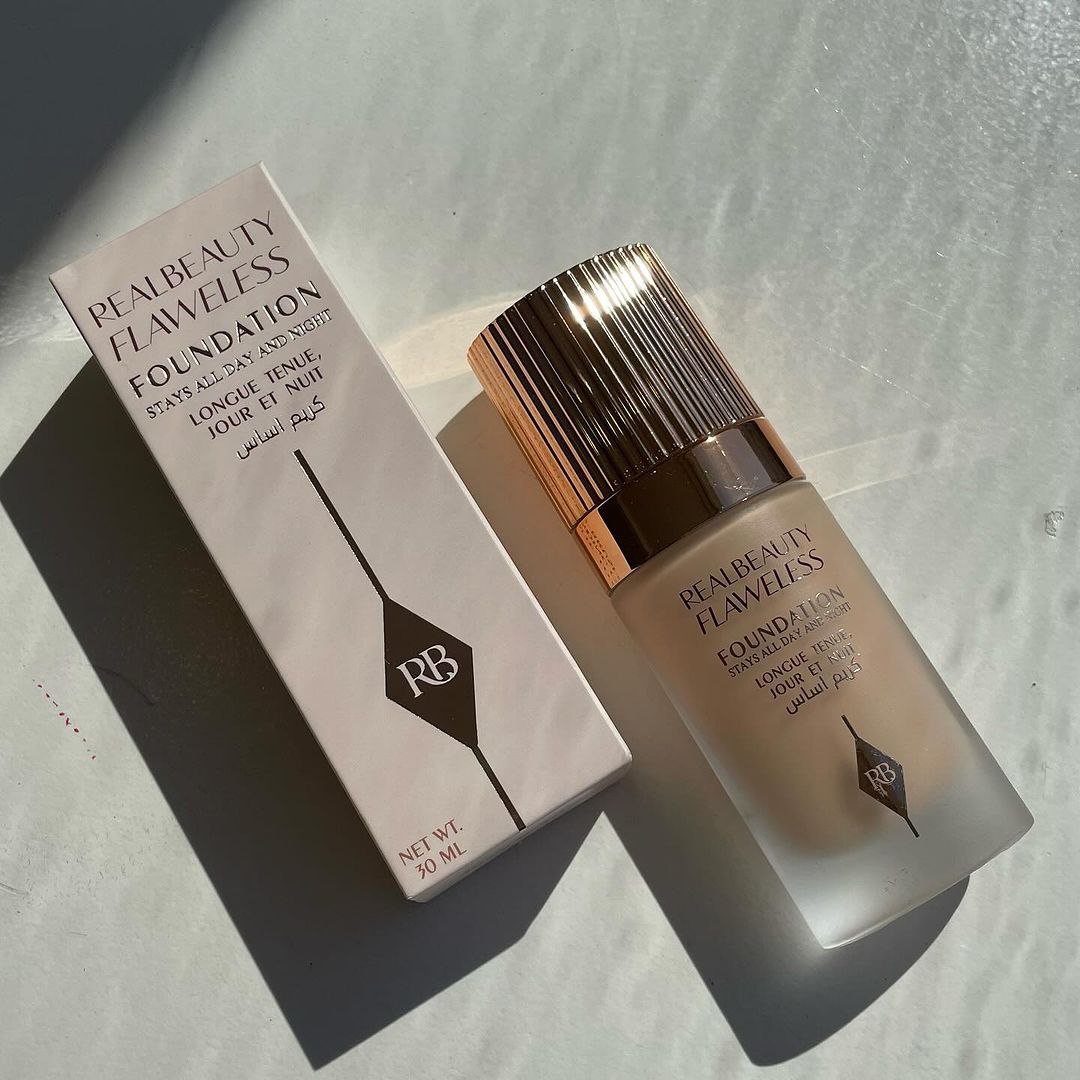 REALBEAUTY
FLAWELESS
FOUNDATION
STAYS ALL DAY AND NIGHT
LONGUE TENUE,
JOUR ET NUIT
كريم اساس
RB
NET WT.
30 ML
REALBEAUTY
FLAWELESS
FOUNDATION
STAYS ALL DAY AND NIGHT
LONGUE TENUE,
JOUR ET NUIT
كريم اساس
RB